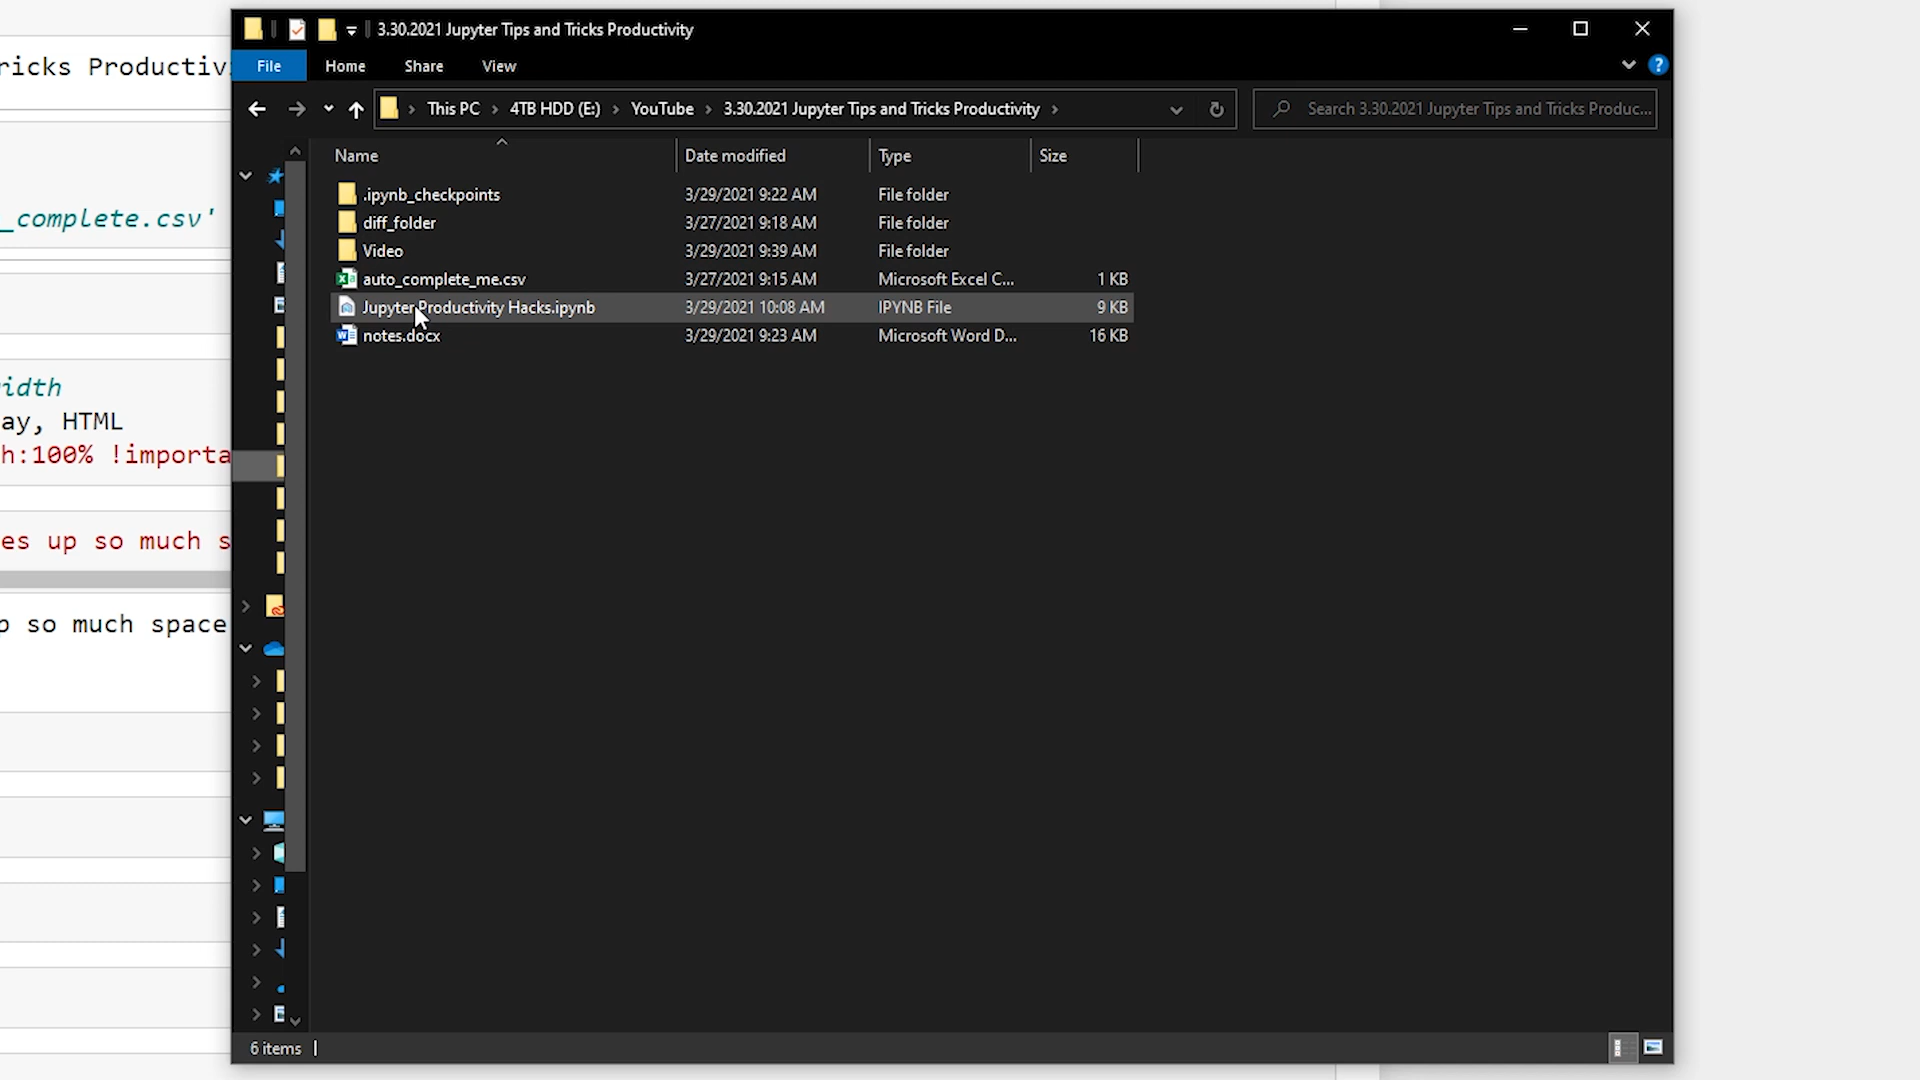 3.30.2021 Jupyter Tips and Tricks Productivity
File Home Share View
This PC 4TB HDD (E:) YouTube 3.30.2021 Jupyter Tips and Tricks Productivity
Search 3.30.2021 Jupyter Tips and Tricks Produc...
Name Date modified Type Size
.ipynb_checkpoints 3/29/2021 9:22 AM File folder
diff_folder 3/27/2021 9:18 AM File folder
Video 3/29/2021 9:39 AM File folder
auto_complete_me.csv 3/27/2021 9:15 AM Microsoft Excel C... 1 KB
Jupyter Productivity Hacks.ipynb 3/29/2021 10:08 AM IPYNB File 9 KB
notes.docx 3/29/2021 9:23 AM Microsoft Word D... 16 KB
6 items
ricks Productiv
_complete.csv'
idth
ay, HTML
h:100% !importa
es up so much s
so much space